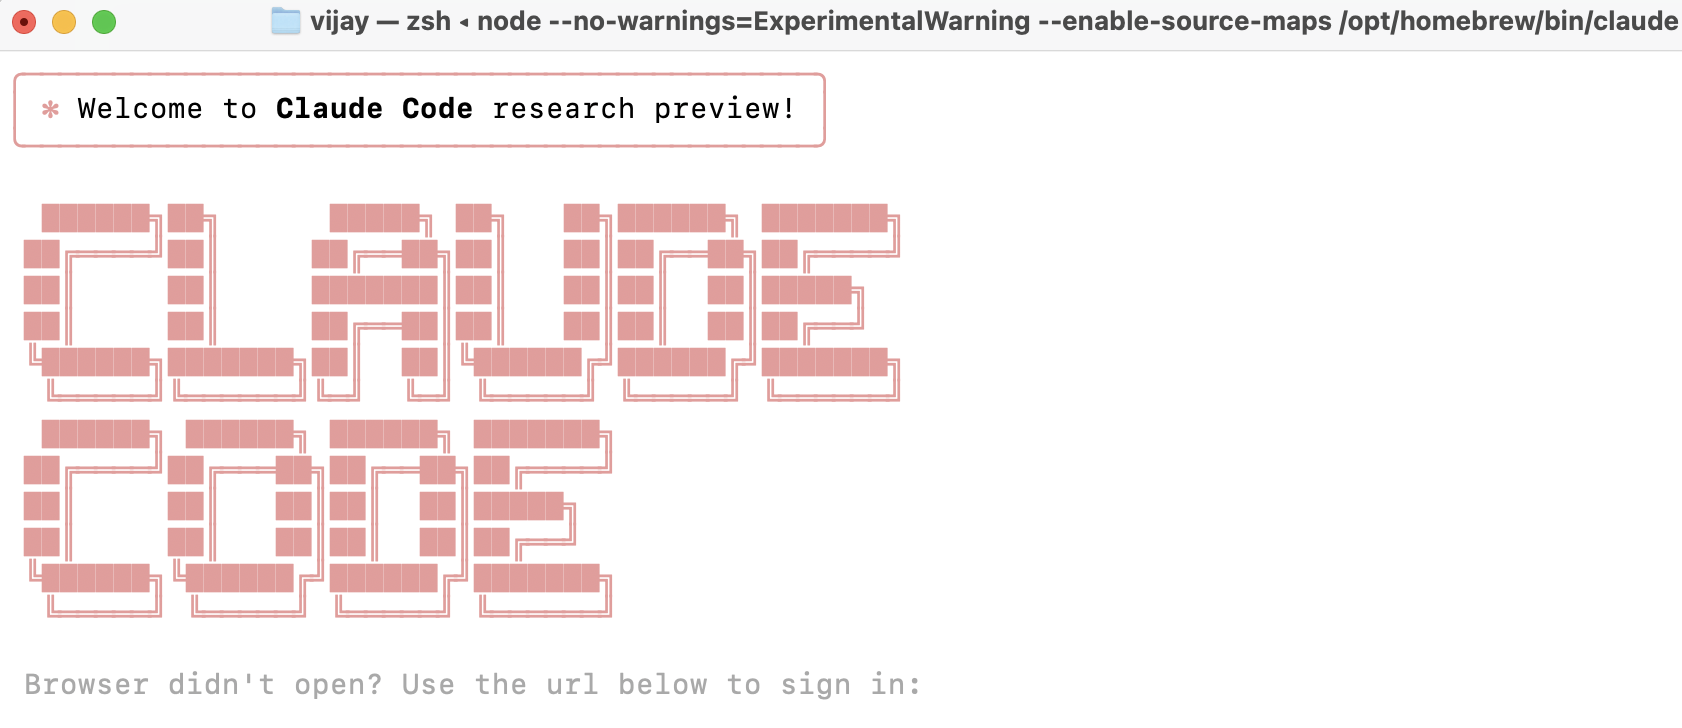 vijay — zsh ◂ node --no-warnings=ExperimentalWarning --enable-source-maps /opt/homebrew/bin/claude
✻ Welcome to Claude Code research preview!
CLAUDE
CODE
Browser didn't open? Use the url below to sign in: